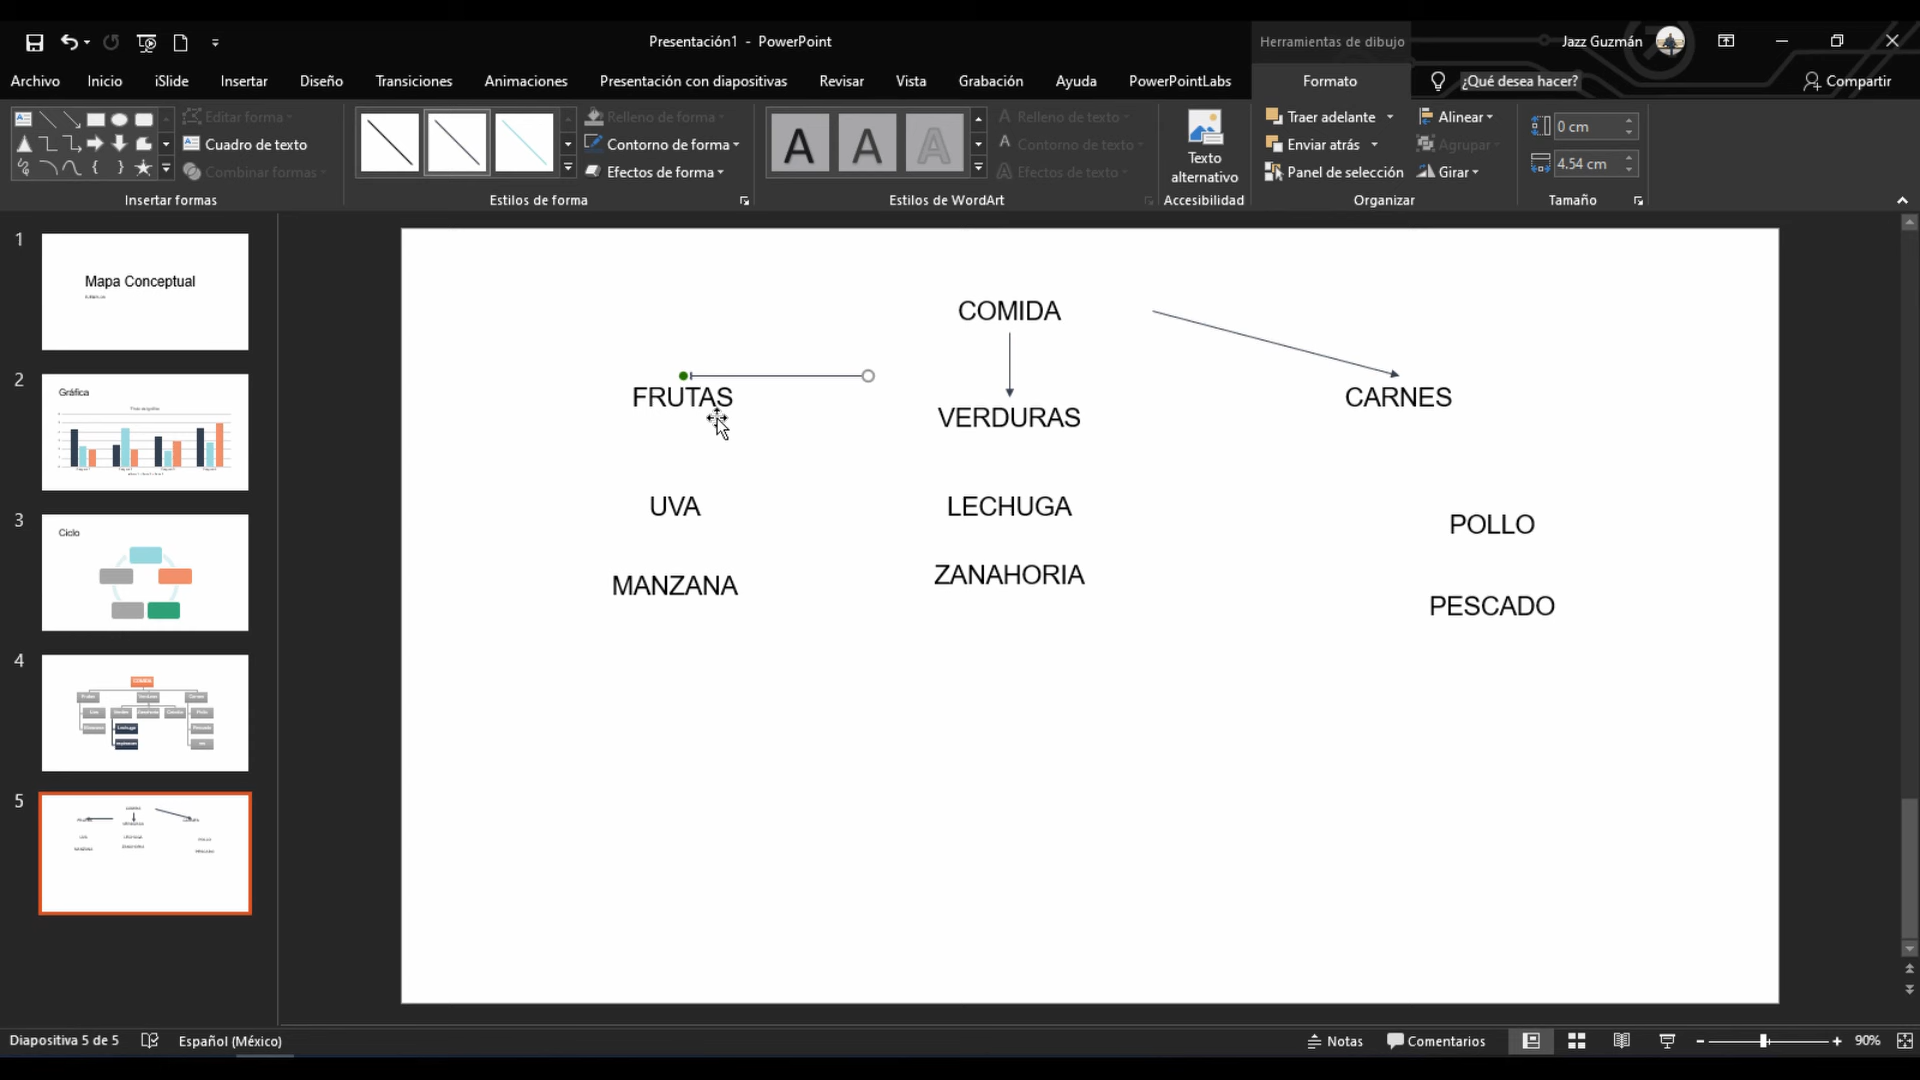 Presentación1 - PowerPoint
Herramientas de dibujo
Jazz Guzmán
Archivo Inicio iSlide Insertar Diseño Transiciones Animaciones Presentación con diapositivas Revisar Vista Grabación Ayuda PowerPointLabs Formato ¿Qué desea hacer? Compartir
Editar forma
Cuadro de texto
Combinar formas
Insertar formas
Relleno de forma
Contorno de forma
Efectos de forma
Estilos de forma
A A A
Relleno de texto
Contorno de texto
Efectos de texto
Estilos de WordArt
Texto
alternativo
Accesibilidad
Traer adelante
Enviar atrás
Panel de selección
Alinear
Agrupar
Girar
Organizar
0 cm
4.54 cm
Tamaño
1
Mapa Conceptual
2
Gráfica
3
Ciclo
4
COMIDA
5
COMIDA
FRUTAS
VERDURAS
CARNES
UVA
LECHUGA
POLLO
MANZANA
ZANAHORIA
PESCADO
Diapositiva 5 de 5
Español (México)
Notas
Comentarios
90%